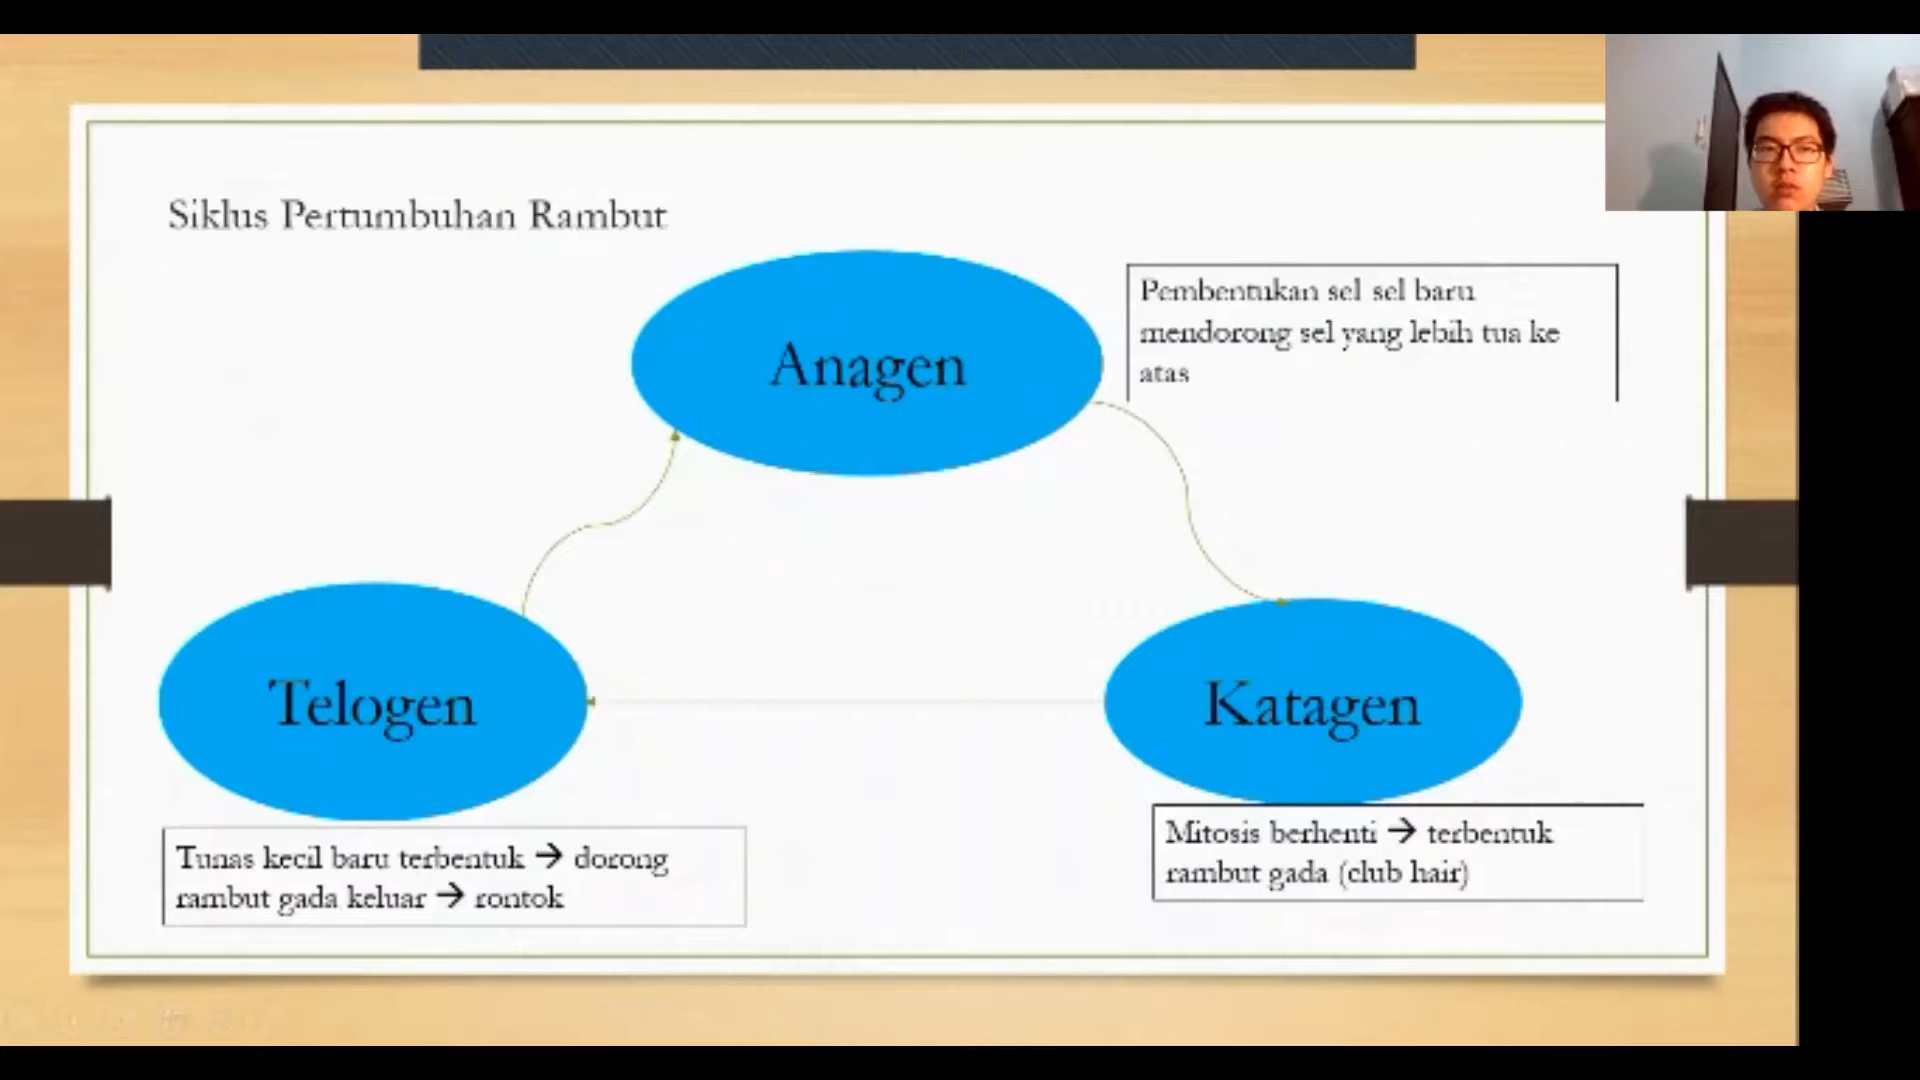 Siklus Pertumbuhan Rambut
Anagen
Pembentukan sel sel baru
mendorong sel yang lebih tua ke
atas
Telogen
Katagen
Mitosis berhenti → terbentuk
rambut gada (club hair)
Tunas kecil baru terbentuk → dorong
rambut gada keluar → rontok